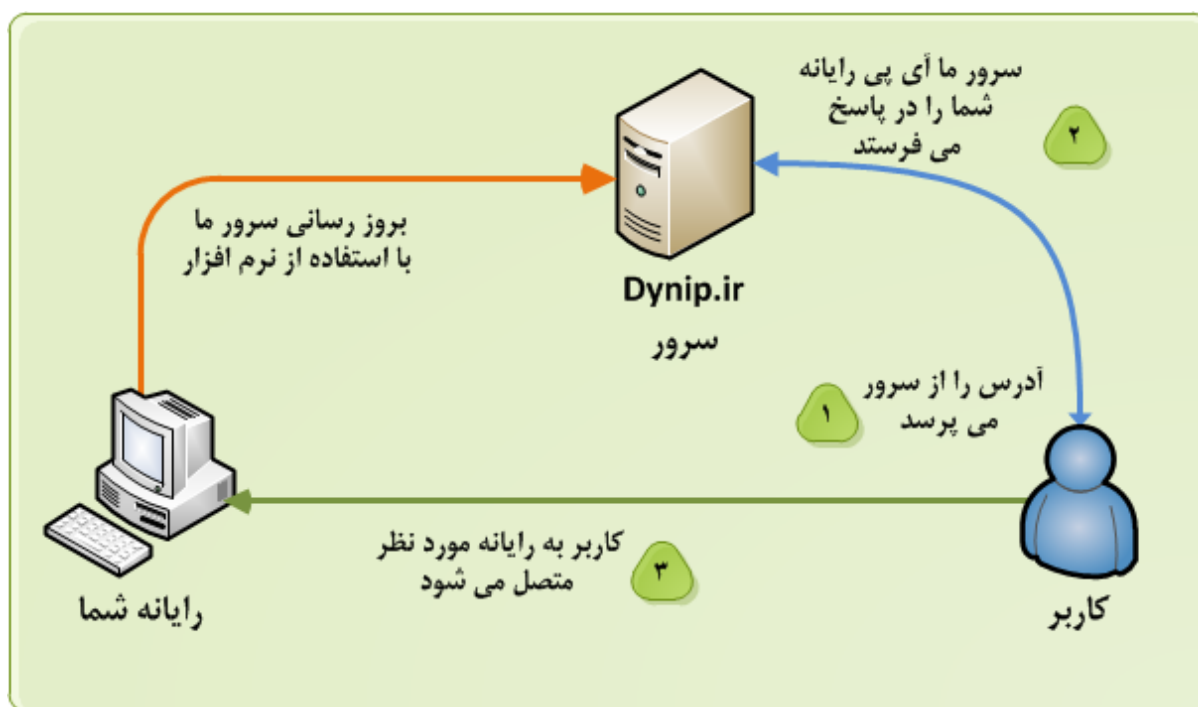 سرور ما آی پی رایانه
شما را در پاسخ
می فرستد
۲
بروز رسانی سرور ما
با استفاده از نرم افزار
Dynip.ir
سرور
آدرس را از سرور
می پرسد
۱
کاربر به رایانه مورد نظر
متصل می شود
۳
رایانه شما
کاربر